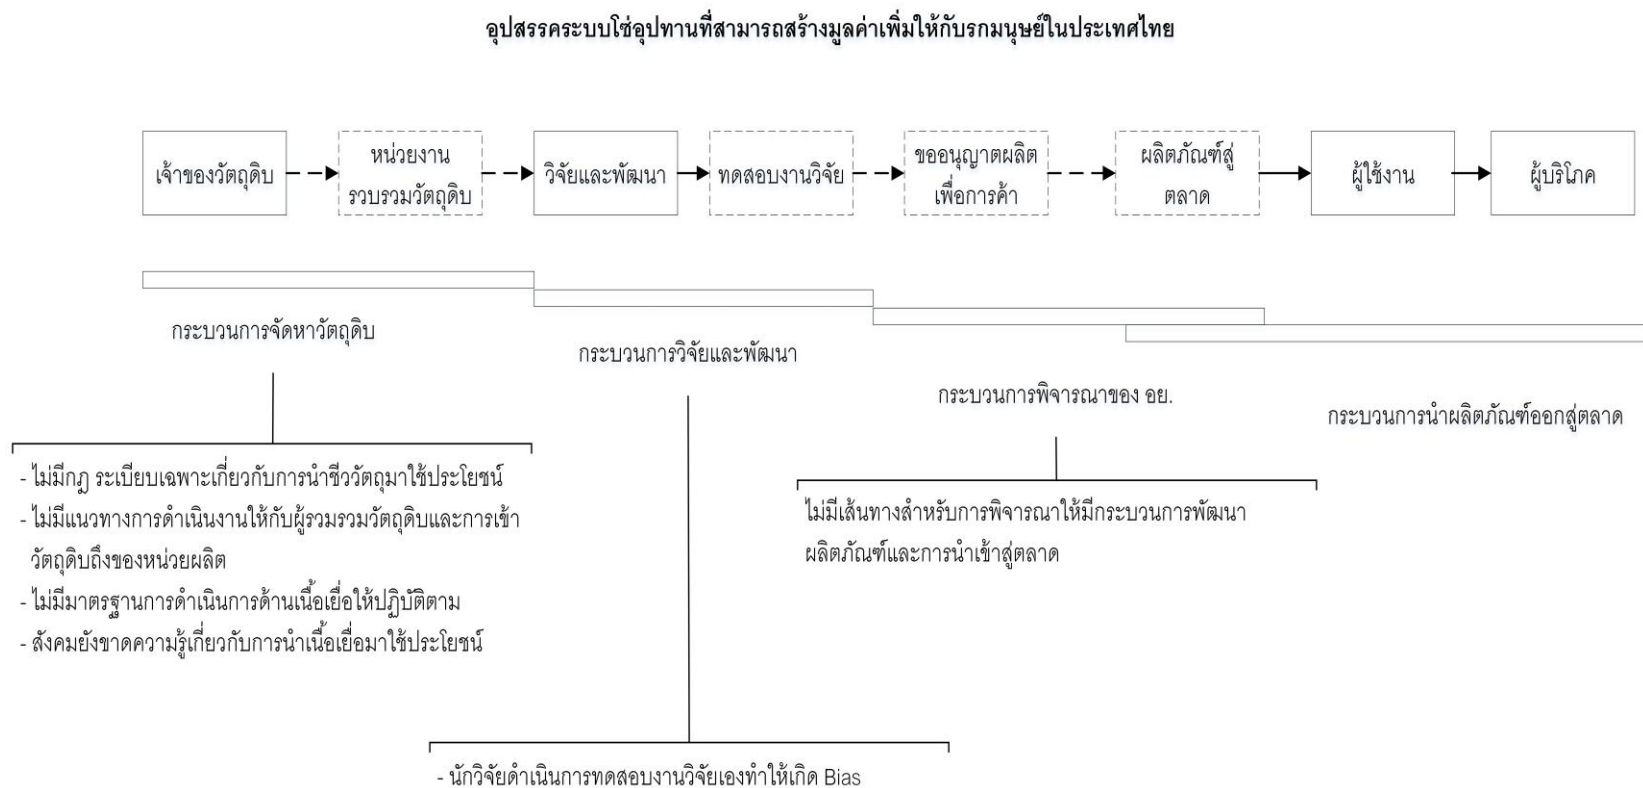 อุปสรรคระบบโซ่อุปทานที่สามารถสร้างมูลค่าเพิ่มให้กับรกมนุษย์ในประเทศไทย
เจ้าของวัตถุดิบ
หน่วยงาน
รวบรวมวัตถุดิบ
วิจัยและพัฒนา
ทดสอบงานวิจัย
ขออนุญาตผลิต
เพื่อการค้า
ผลิตภัณฑ์สู่
ตลาด
ผู้ใช้งาน
ผู้บริโภค
กระบวนการจัดหาวัตถุดิบ
กระบวนการวิจัยและพัฒนา
กระบวนการพิจารณาของ อย.
กระบวนการนำผลิตภัณฑ์ออกสู่ตลาด
- ไม่มีกฎ ระเบียบเฉพาะเกี่ยวกับการนำชีววัตถุมาใช้ประโยชน์
- ไม่มีแนวทางการดำเนินงานให้กับผู้รวมรวมวัตถุดิบและการเข้า
วัตถุดิบถึงของหน่วยผลิต
- ไม่มีมาตรฐานการดำเนินการด้านเนื้อเยื่อให้ปฏิบัติตาม
- สังคมยังขาดความรู้เกี่ยวกับการนำเนื้อเยื่อมาใช้ประโยชน์
ไม่มีเส้นทางสำหรับการพิจารณาให้มีกระบวนการพัฒนา
ผลิตภัณฑ์และการนำเข้าสู่ตลาด
- นักวิจัยดำเนินการทดสอบงานวิจัยเองทำให้เกิด Bias